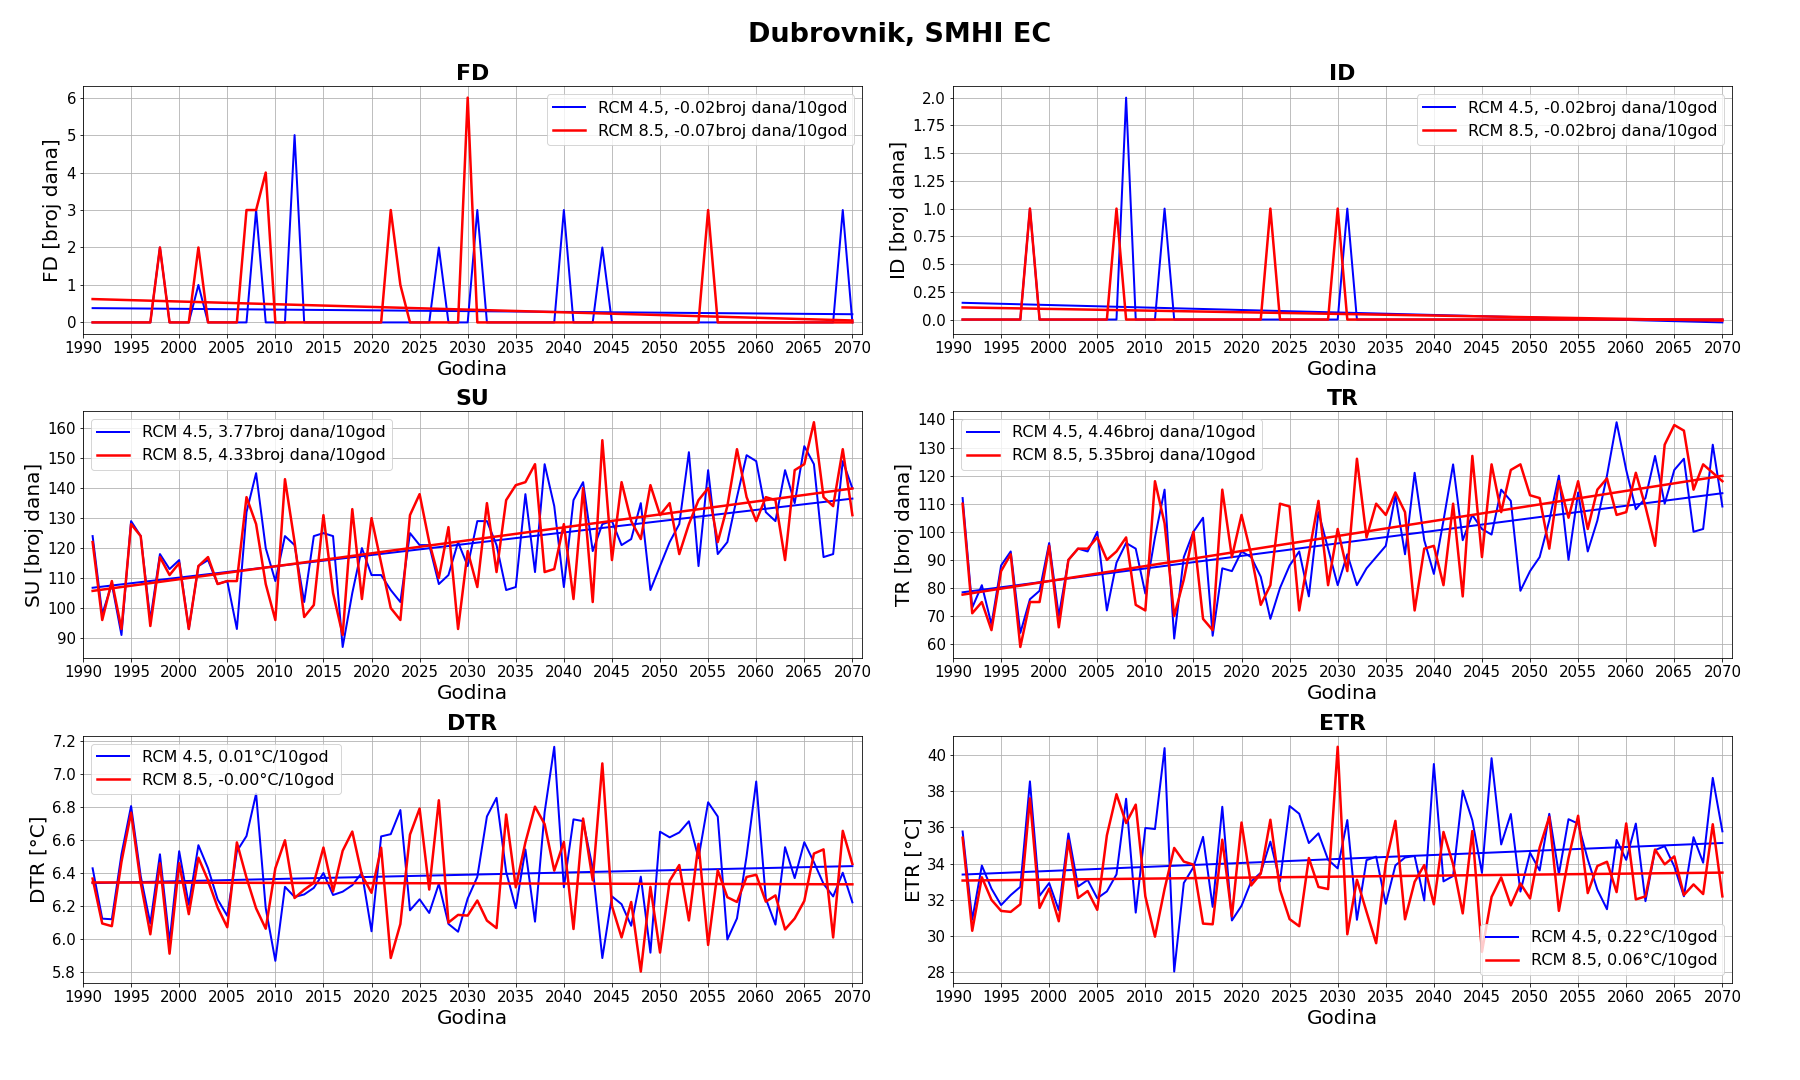 Dubrovnik, SMHI EC
FD
FD [broj dana]
6
5
4
3
2
1
0
RCM 4.5, -0.02broj dana/10god
RCM 8.5, -0.07broj dana/10god
1990 1995 2000 2005 2010 2015 2020 2025 2030 2035 2040 2045 2050 2055 2060 2065 2070
Godina
ID
ID [broj dana]
2.0
1.75
1.5
1.25
1.0
0.75
0.5
0.25
0.0
RCM 4.5, -0.02broj dana/10god
RCM 8.5, -0.02broj dana/10god
1990 1995 2000 2005 2010 2015 2020 2025 2030 2035 2040 2045 2050 2055 2060 2065 2070
Godina
SU
SU [broj dana]
160
150
140
130
120
110
100
90
RCM 4.5, 3.77broj dana/10god
RCM 8.5, 4.33broj dana/10god
1990 1995 2000 2005 2010 2015 2020 2025 2030 2035 2040 2045 2050 2055 2060 2065 2070
Godina
TR
TR [broj dana]
140
130
120
110
100
90
80
70
60
RCM 4.5, 4.46broj dana/10god
RCM 8.5, 5.35broj dana/10god
1990 1995 2000 2005 2010 2015 2020 2025 2030 2035 2040 2045 2050 2055 2060 2065 2070
Godina
DTR
DTR [°C]
7.2
7.0
6.8
6.6
6.4
6.2
6.0
5.8
RCM 4.5, 0.01°C/10god
RCM 8.5, -0.00°C/10god
1990 1995 2000 2005 2010 2015 2020 2025 2030 2035 2040 2045 2050 2055 2060 2065 2070
Godina
ETR
ETR [°C]
40
38
36
34
32
30
28
RCM 4.5, 0.22°C/10god
RCM 8.5, 0.06°C/10god
1990 1995 2000 2005 2010 2015 2020 2025 2030 2035 2040 2045 2050 2055 2060 2065 2070
Godina